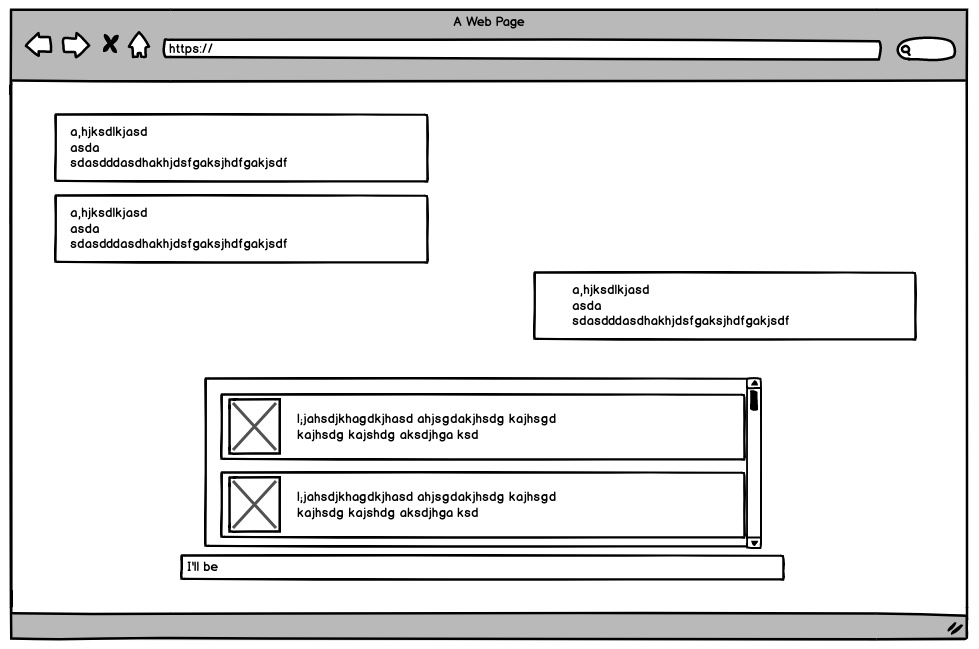 A Web Page
https://
a,hjksdlkjasd
asda
sdasdddasdhakhjdsfgaksjhdfgakjsdf
a,hjksdlkjasd
asda
sdasdddasdhakhjdsfgaksjhdfgakjsdf
a,hjksdlkjasd
asda
sdasdddasdhakhjdsfgaksjhdfgakjsdf
l;jahsdjkhagdkjhasd ahjsgdakjhsdg kajhsgd
kajhsdg kajshdg aksdjhga ksd
l;jahsdjkhagdkjhasd ahjsgdakjhsdg kajhsgd
kajhsdg kajshdg aksdjhga ksd
I'll be